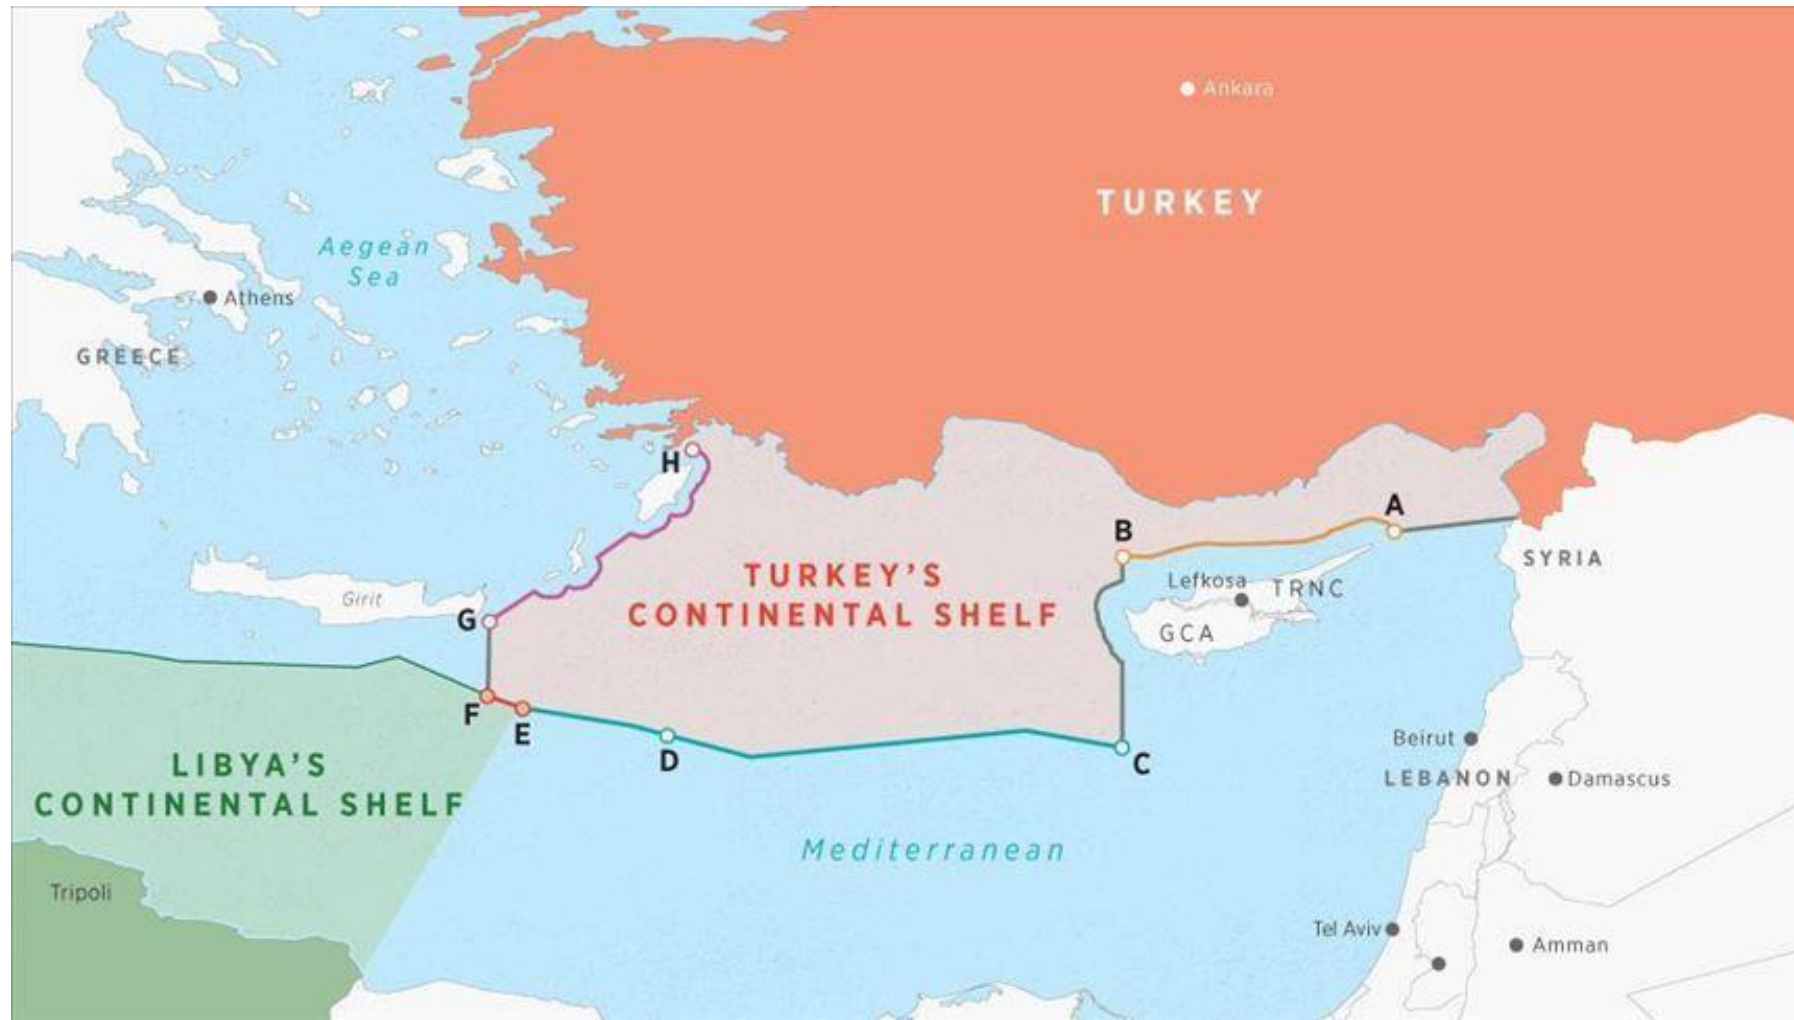 Ankara
TURKEY
Aegean
Sea
Athens
GREECE
H
A
B
SYRIA
TURKEY'S
CONTINENTAL SHELF
Lefkosa
TRNC
Girit
G
GCA
F
E
D
C
Beirut
LIBYA'S
CONTINENTAL SHELF
LEBANON
Damascus
Mediterranean
Tripoli
Tel Aviv
Amman